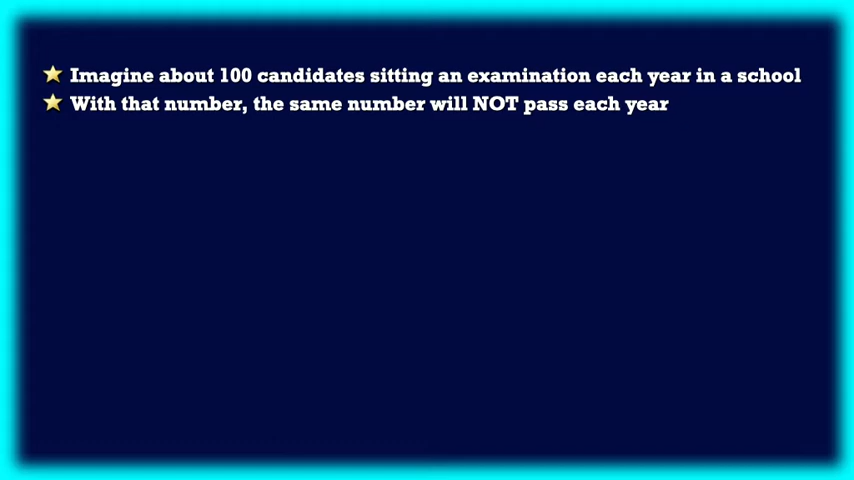 Imagine about 100 candidates sitting an examination each year in a school
With that number, the same number will NOT pass each year